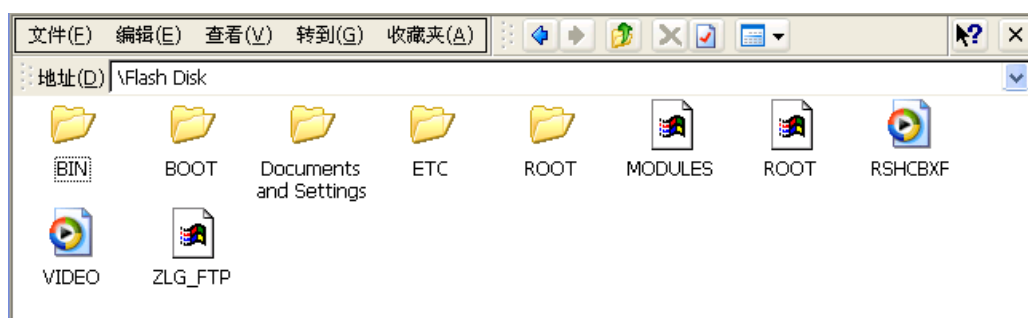 文件(F) 编辑(E) 查看(V) 转到(G) 收藏夹(A) ?
地址(D) \Flash Disk
BIN BOOT Documents and Settings ETC ROOT MODULES ROOT RSHCBXF
VIDEO ZLG_FTP